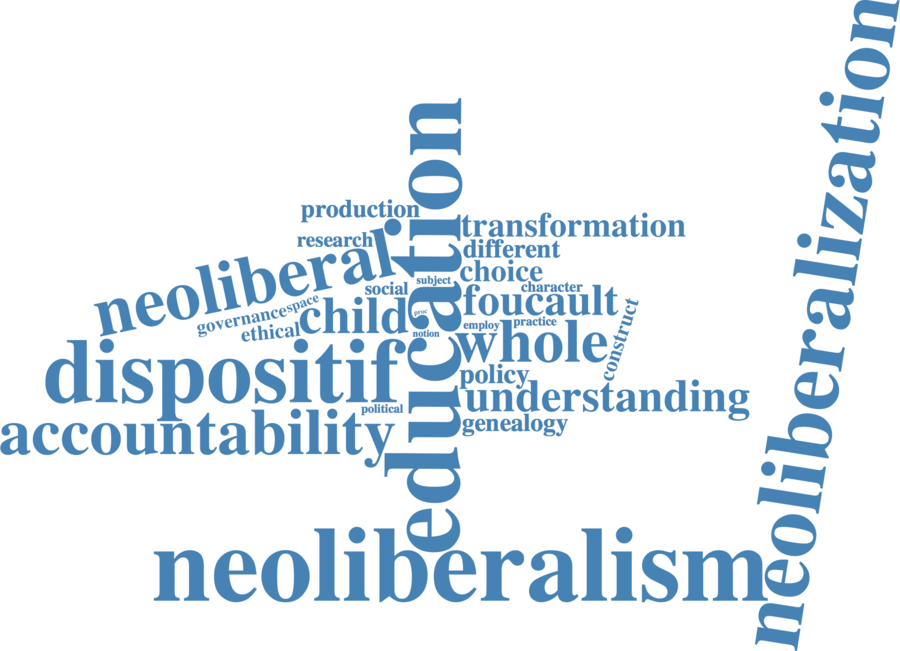 neoliberalization
education
production
transformation
research
different
neoliberal
choice
subject
social
character
space
governance
child
foucault
proc
employ
practice
construct
ethical
notion
whole
dispositif
policy
understanding
political
accountability
genealogy
neoliberalism